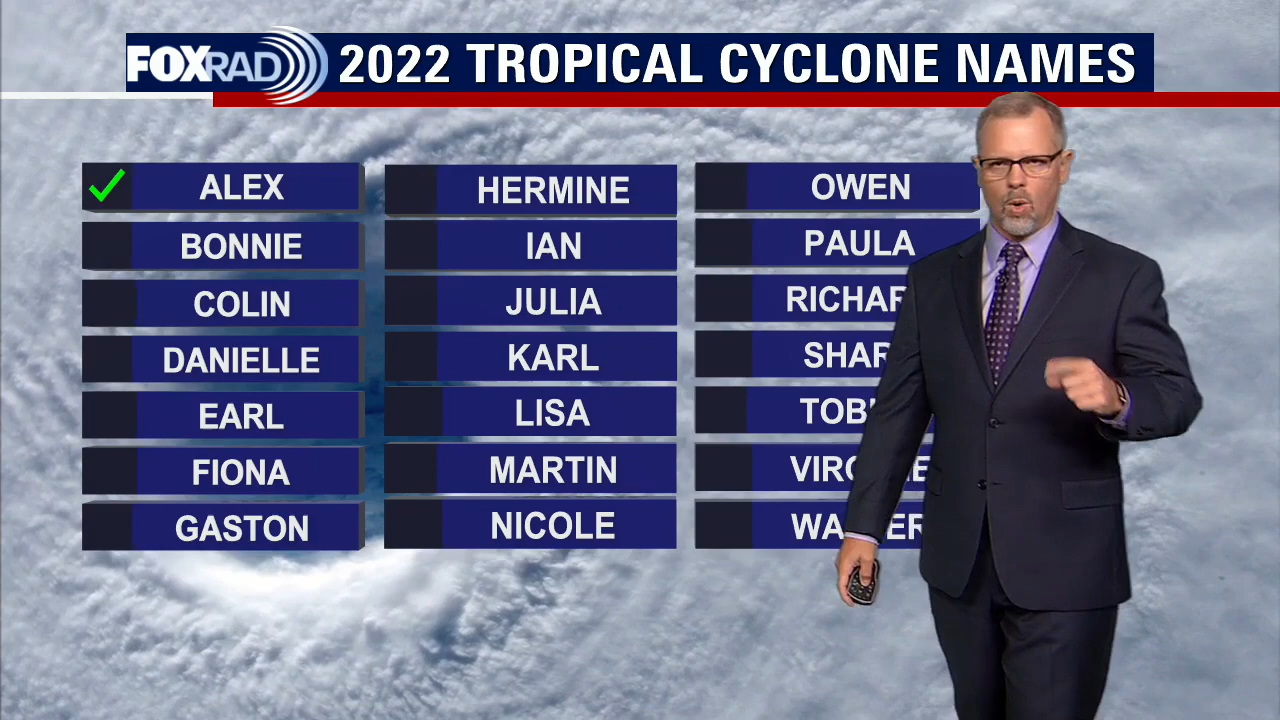 FOXRAD 2022 TROPICAL CYCLONE NAMES
ALEX
BONNIE
COLIN
DANIELLE
EARL
FIONA
GASTON
HERMINE
IAN
JULIA
KARL
LISA
MARTIN
NICOLE
OWEN
PAULA